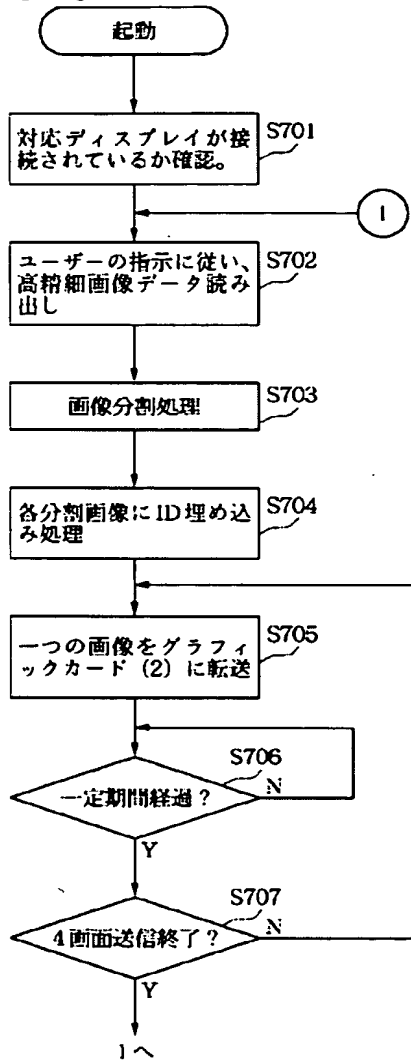 起動
対応ディスプレイが接
続されているか確認。
S701
1
ユーザーの指示に従い、
高精細画像データ読み
出し
S702
画像分割処理
S703
各分割画像にID埋め込
み処理
S704
一つの画像をグラフィ
ックカード(2)に転送
S705
一定期間経過?
S706
N
Y
4画面送信終了?
S707
N
Y
1へ